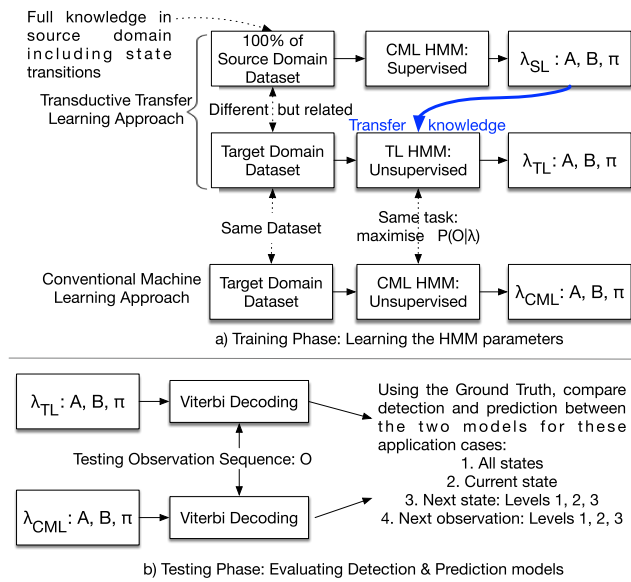 Full knowledge in
source domain
including state
transitions
100% of
Source Domain
Dataset
CML HMM:
Supervised
λSL : A, B, π
Transductive Transfer
Learning Approach
Different but related
Transfer knowledge
Target Domain
Dataset
TL HMM:
Unsupervised
λTL : A, B, π
Same Dataset
Same task:
maximise P(O|λ)
Conventional Machine
Learning Approach
Target Domain
Dataset
CML HMM:
Unsupervised
λCML : A, B, π
a) Training Phase: Learning the HMM parameters
λTL : A, B, π
Viterbi Decoding
Testing Observation Sequence: O
λCML : A, B, π
Viterbi Decoding
Using the Ground Truth, compare
detection and prediction between
the two models for these
application cases:
1. All states
2. Current state
3. Next state: Levels 1, 2, 3
4. Next observation: Levels 1, 2, 3
b) Testing Phase: Evaluating Detection & Prediction models